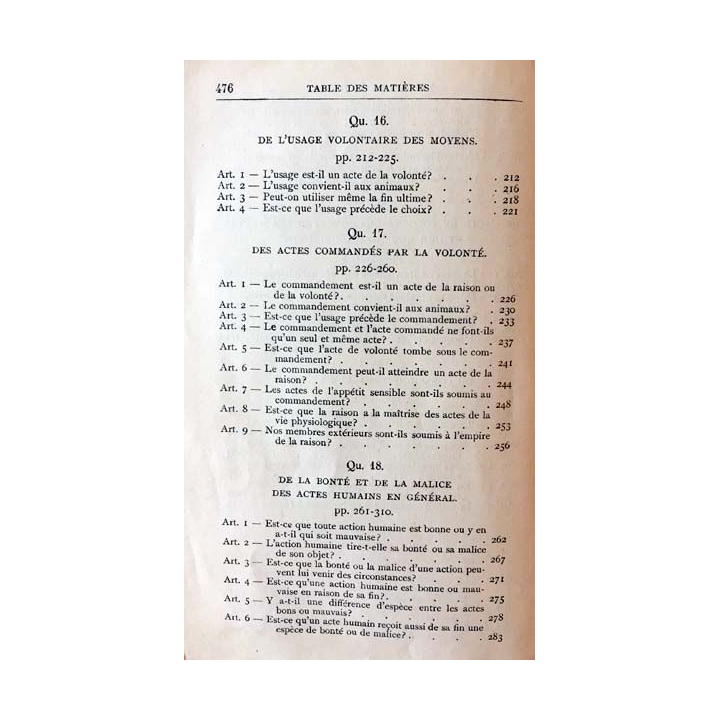 476 TABLE DES MATIÈRES
Qu. 16.
DE L'USAGE VOLONTAIRE DES MOYENS.
pp. 212-225.
Art. 1 — L'usage est-il un acte de la volonté? . . . 212
Art. 2 — L'usage convient-il aux animaux? . . . 216
Art. 3 — Peut-on utiliser même la fin ultime? . . . 218
Art. 4 — Est-ce que l'usage précède le choix? . . . 221
Qu. 17.
DES ACTES COMMANDÉS PAR LA VOLONTÉ.
pp. 226-260.
Art. 1 — Le commandement est-il un acte de la raison ou
de la volonté?. . . . . . . 226
Art. 2 — Le commandement convient-il aux animaux? . 230
Art. 3 — Est-ce que l'usage précède le commandement? . 233
Art. 4 — Le commandement et l'acte commandé ne font-ils
qu'un seul et même acte? . . . . . 237
Art. 5 — Est-ce que l'acte de volonté tombe sous le com-
mandement? . . . . . . . 241
Art. 6 — Le commandement peut-il atteindre un acte de la
raison? . . . . . . . . 244
Art. 7 — Les actes de l'appétit sensible sont-ils soumis au
commandement? . . . . . . 248
Art. 8 — Est-ce que la raison a la maîtrise des actes de la
vie physiologique? . . . . . . 253
Art. 9 — Nos membres extérieurs sont-ils soumis à l'empire
de la raison? . . . . . . . 256
Qu. 18.
DE LA BONTÉ ET DE LA MALICE
DES ACTES HUMAINS EN GÉNÉRAL.
pp. 261-310.
Art. 1 — Est-ce que toute action humaine est bonne ou y en
a-t-il qui soit mauvaise? . . . . . 262
Art. 2 — L'action humaine tire-t-elle sa bonté ou sa malice
de son objet? . . . . . . . 267
Art. 3 — Est-ce que la bonté ou la malice d'une action peu-
vent lui venir des circonstances? . . . 271
Art. 4 — Est-ce qu'une action humaine est bonne ou mau-
vaise en raison de sa fin?. . . . . 275
Art. 5 — Y a-t-il une différence d'espèce entre les actes
bons ou mauvais? . . . . . . 278
Art. 6 — Est-ce qu'un acte humain reçoit aussi de sa fin une
espèce de bonté ou de malice? . . . . 283